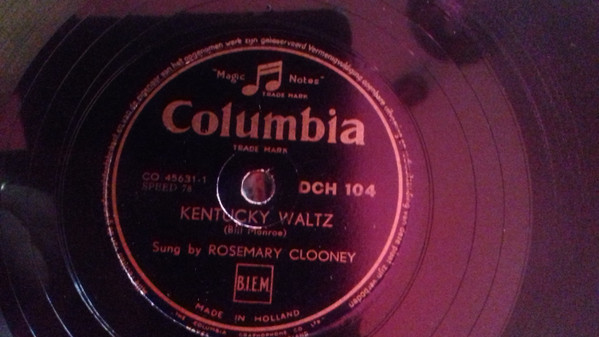 "Magic Notes"
TRADE MARK
Columbia
TRADE MARK
CO 45631-1
SPEED 78
DCH 104
KENTUCKY WALTZ
(Bill Monroe)
Sung by ROSEMARY CLOONEY
B.I.E.M
MADE IN HOLLAND